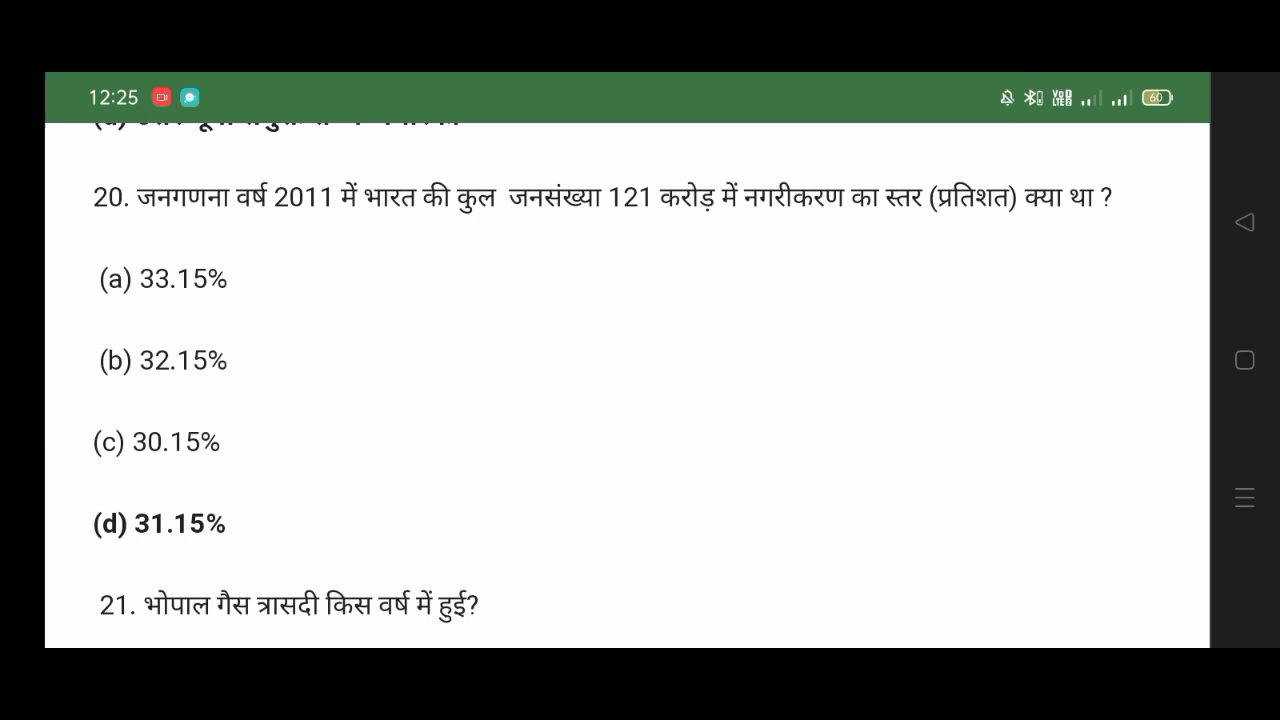 12:25 60
20. जनगणना वर्ष 2011 में भारत की कुल जनसंख्या 121 करोड़ में नगरीकरण का स्तर (प्रतिशत) क्या था ?
(a) 33.15%
(b) 32.15%
(c) 30.15%
(d) 31.15%
21. भोपाल गैस त्रासदी किस वर्ष में हुई?